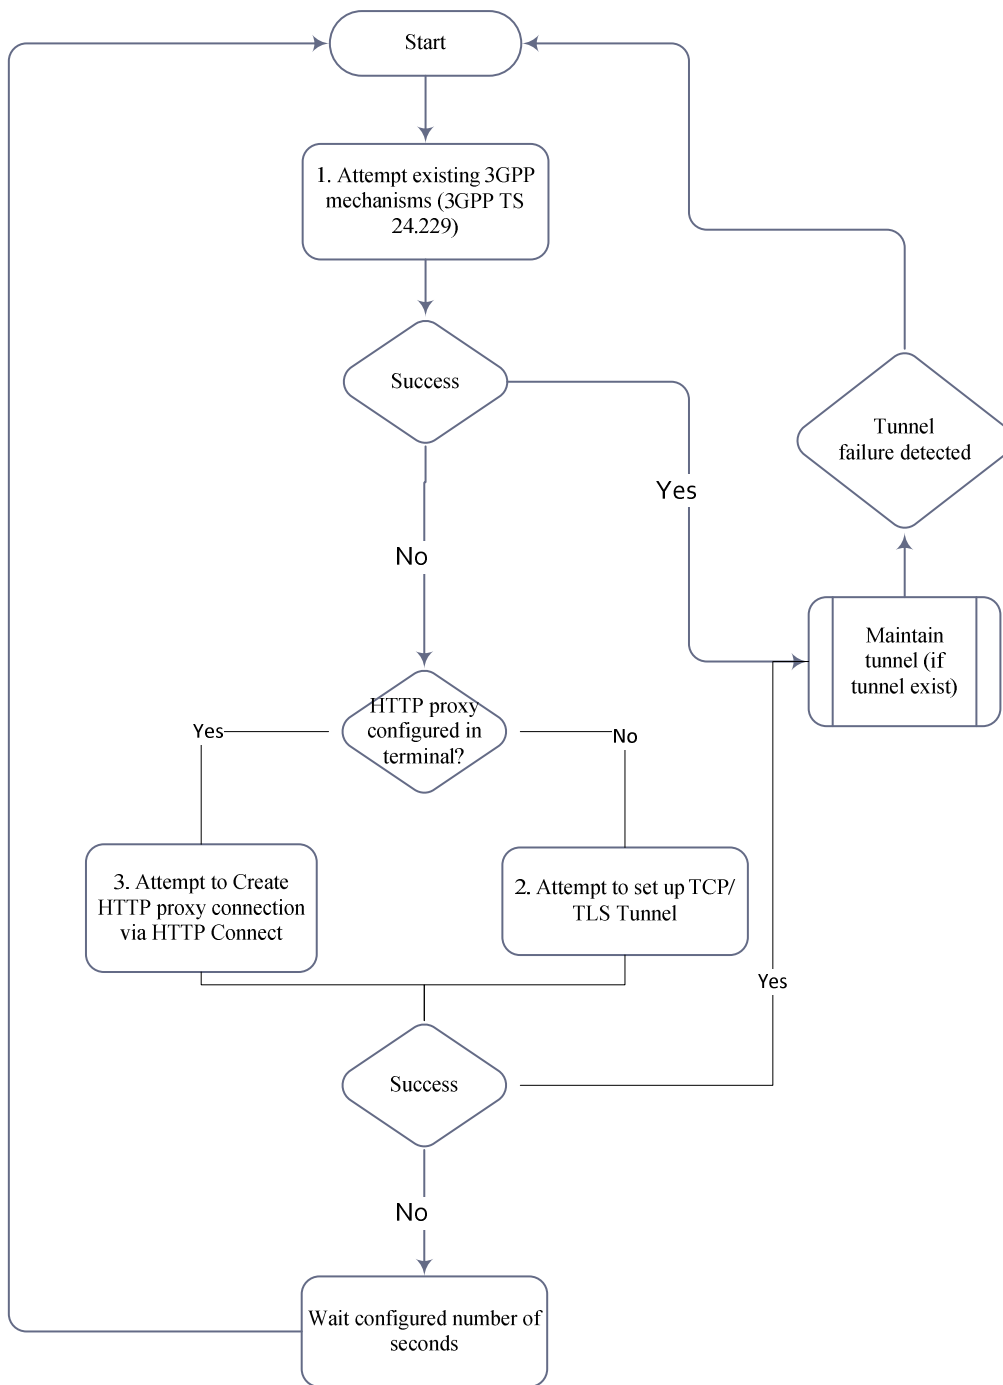 Start
1. Attempt existing 3GPP
mechanisms (3GPP TS
24.229)
Success
Tunnel
failure detected
Yes
No
Maintain
tunnel (if
tunnel exist)
HTTP proxy
configured in
terminal?
Yes
No
3. Attempt to Create
HTTP proxy connection
via HTTP Connect
2. Attempt to set up TCP/
TLS Tunnel
Yes
Success
No
Wait configured number of
seconds